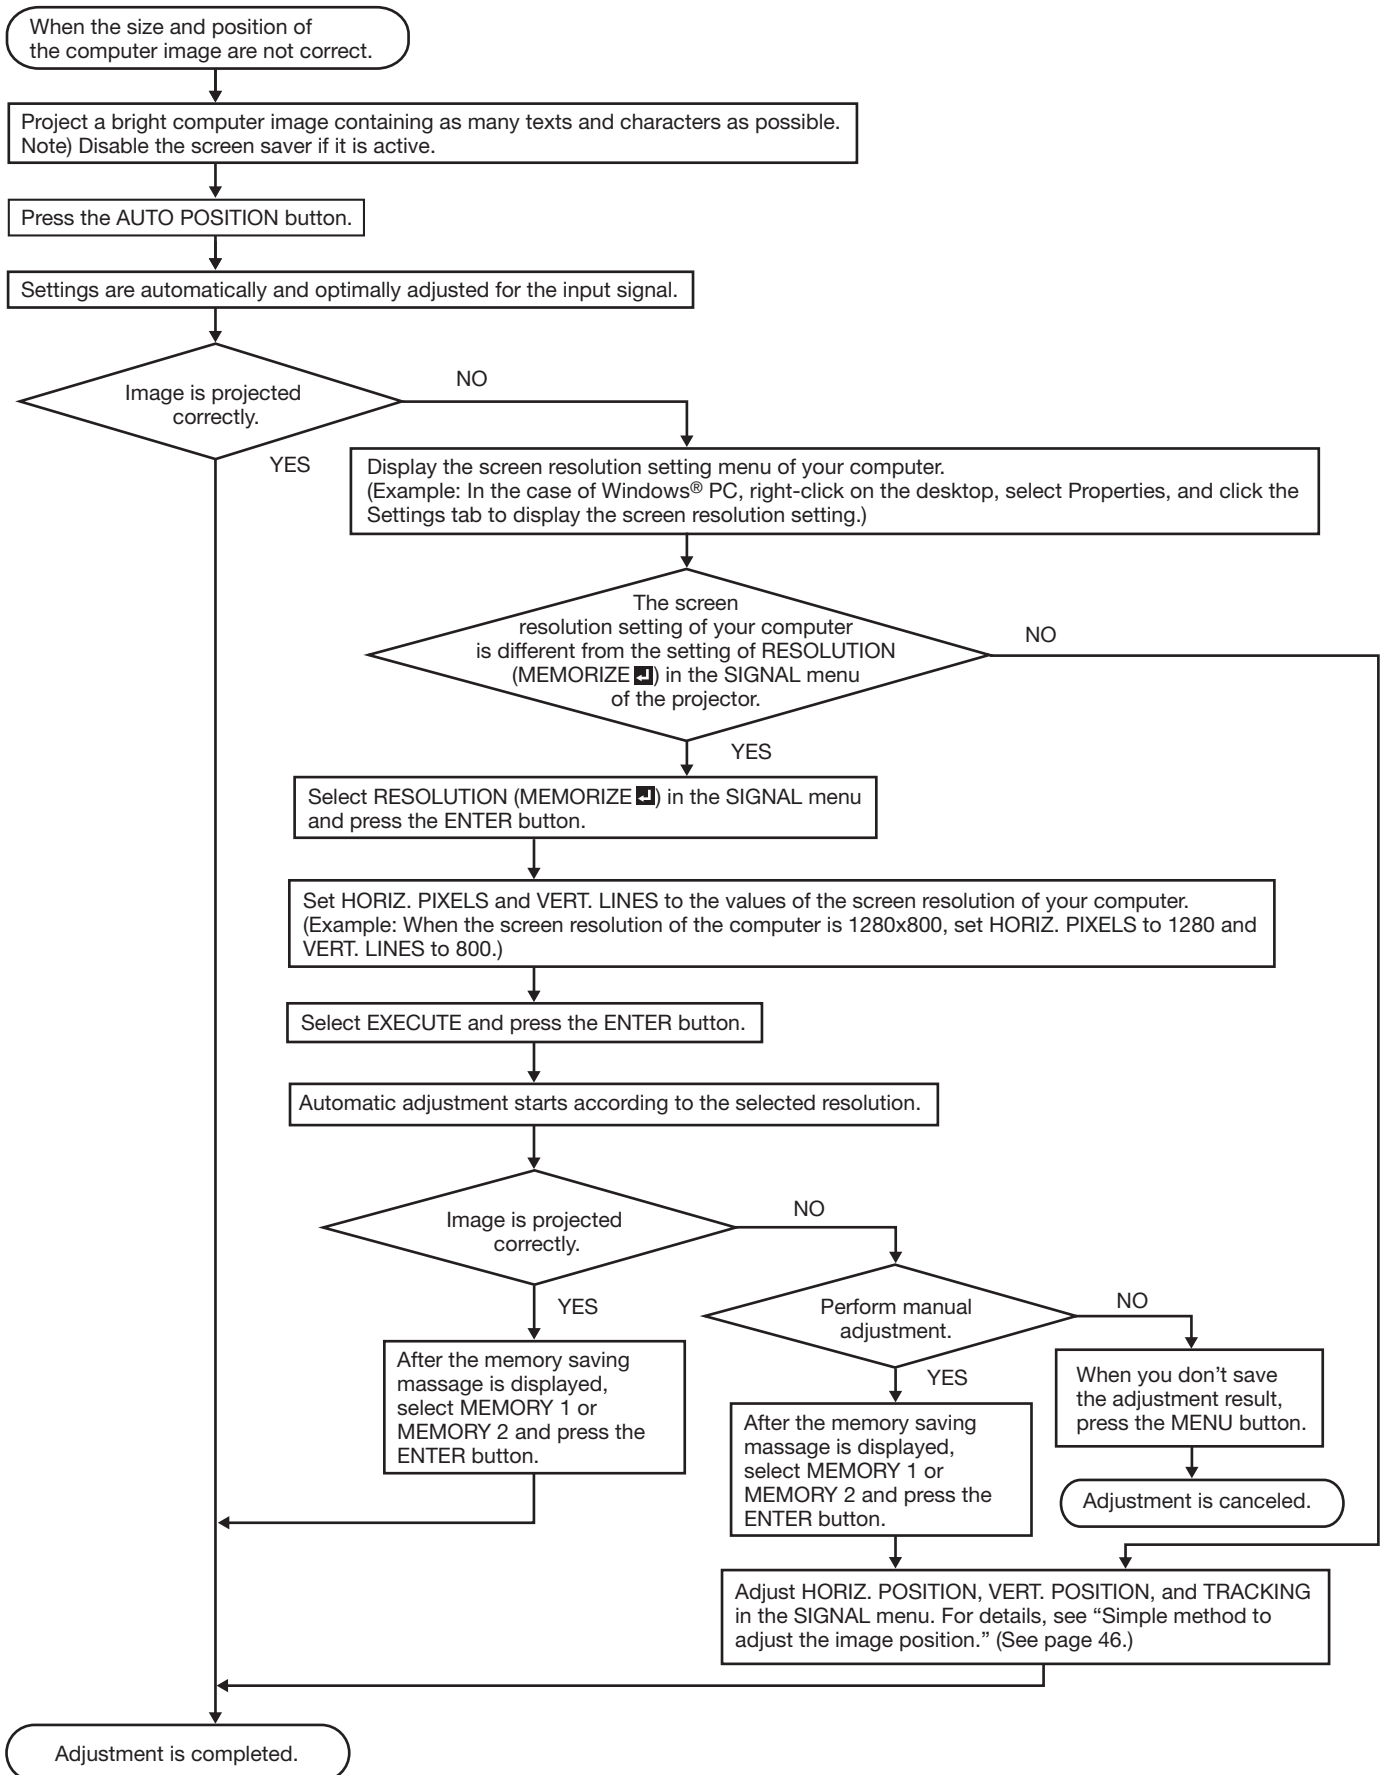 When the size and position of
the computer image are not correct.
Project a bright computer image containing as many texts and characters as possible.
Note) Disable the screen saver if it is active.
Press the AUTO POSITION button.
Settings are automatically and optimally adjusted for the input signal.
Image is projected
correctly.
NO
YES
Display the screen resolution setting menu of your computer.
(Example: In the case of Windows® PC, right-click on the desktop, select Properties, and click the
Settings tab to display the screen resolution setting.)
The screen
resolution setting of your computer
is different from the setting of RESOLUTION
(MEMORIZE ↵) in the SIGNAL menu
of the projector.
NO
YES
Select RESOLUTION (MEMORIZE ↵) in the SIGNAL menu
and press the ENTER button.
Set HORIZ. PIXELS and VERT. LINES to the values of the screen resolution of your computer.
(Example: When the screen resolution of the computer is 1280x800, set HORIZ. PIXELS to 1280 and
VERT. LINES to 800.)
Select EXECUTE and press the ENTER button.
Automatic adjustment starts according to the selected resolution.
Image is projected
correctly.
NO
YES
After the memory saving
massage is displayed,
select MEMORY 1 or
MEMORY 2 and press the
ENTER button.
Perform manual
adjustment.
NO
YES
When you don't save
the adjustment result,
press the MENU button.
Adjustment is canceled.
After the memory saving
massage is displayed,
select MEMORY 1 or
MEMORY 2 and press the
ENTER button.
Adjust HORIZ. POSITION, VERT. POSITION, and TRACKING
in the SIGNAL menu. For details, see “Simple method to
adjust the image position.” (See page 46.)
Adjustment is completed.